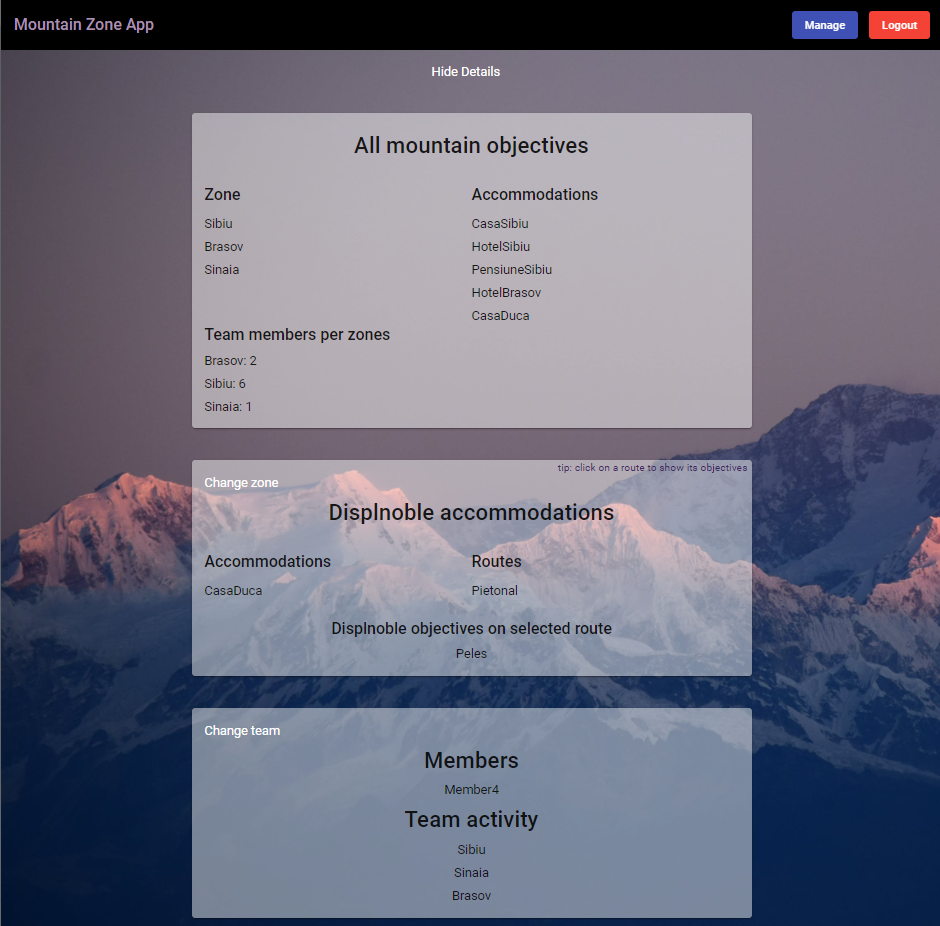 Mountain Zone App
Manage
Logout
Hide Details
All mountain objectives
Zone
Sibiu
Brasov
Sinaia
Accommodations
CasaSibiu
HotelSibiu
PensiuneSibiu
HotelBrasov
CasaDuca
Team members per zones
Brasov: 2
Sibiu: 6
Sinaia: 1
tip: click on a route to show its objectives
Change zone
Displnoble accommodations
Accommodations
CasaDuca
Routes
Pietonal
Displnoble objectives on selected route
Peles
Change team
Members
Member4
Team activity
Sibiu
Sinaia
Brasov